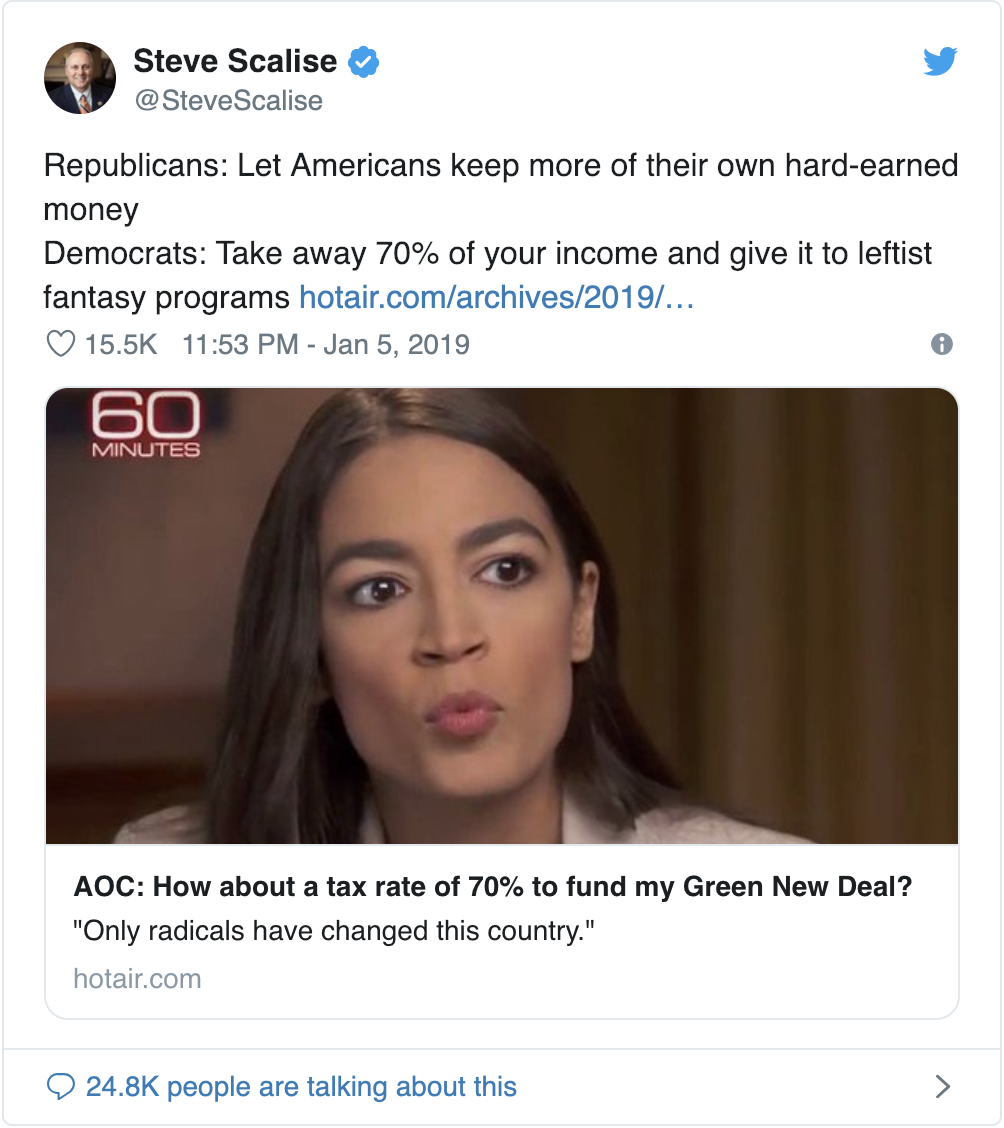 Steve Scalise
@SteveScalise
Republicans: Let Americans keep more of their own hard-earned
money
Democrats: Take away 70% of your income and give it to leftist
fantasy programs hotair.com/archives/2019/…
15.5K 11:53 PM - Jan 5, 2019
60
MINUTES
AOC: How about a tax rate of 70% to fund my Green New Deal?
"Only radicals have changed this country."
hotair.com
24.8K people are talking about this